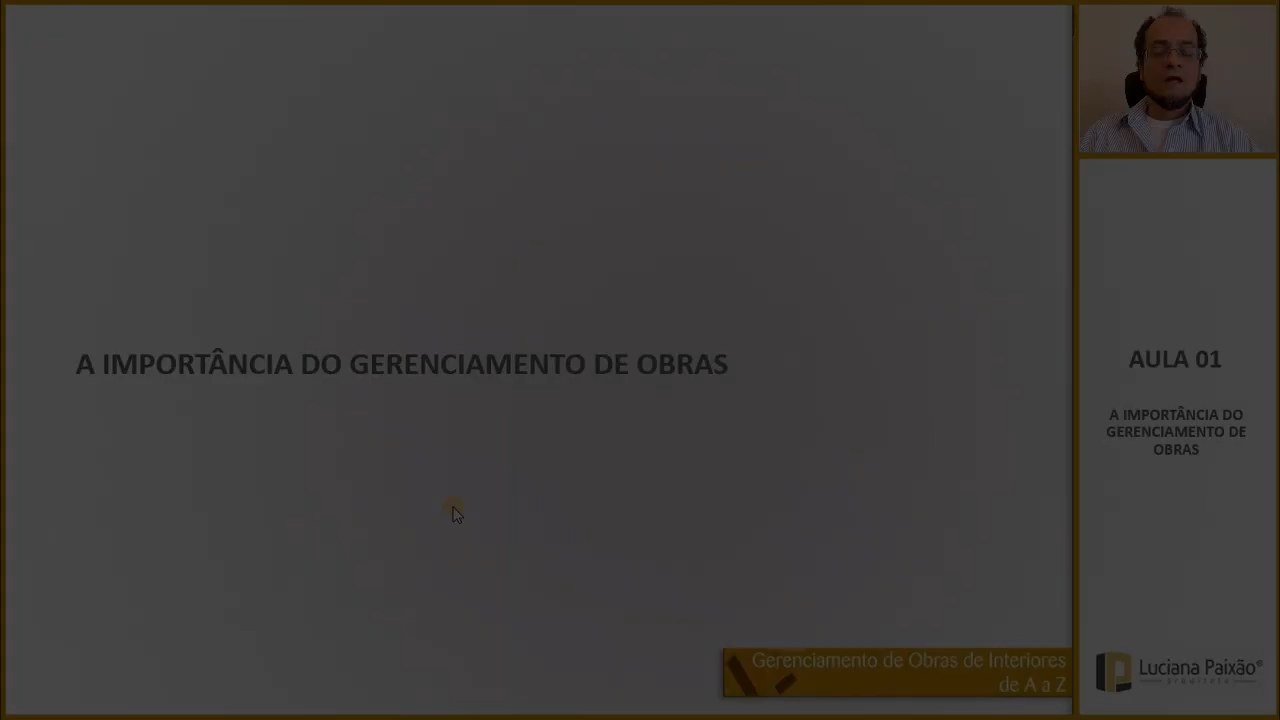 A IMPORTÂNCIA DO GERENCIAMENTO DE OBRAS
AULA 01
A IMPORTÂNCIA DO
GERENCIAMENTO DE
OBRAS
Gerenciamento de Obras de Interiores
de A a Z
Luciana Paixão®
arquiteta